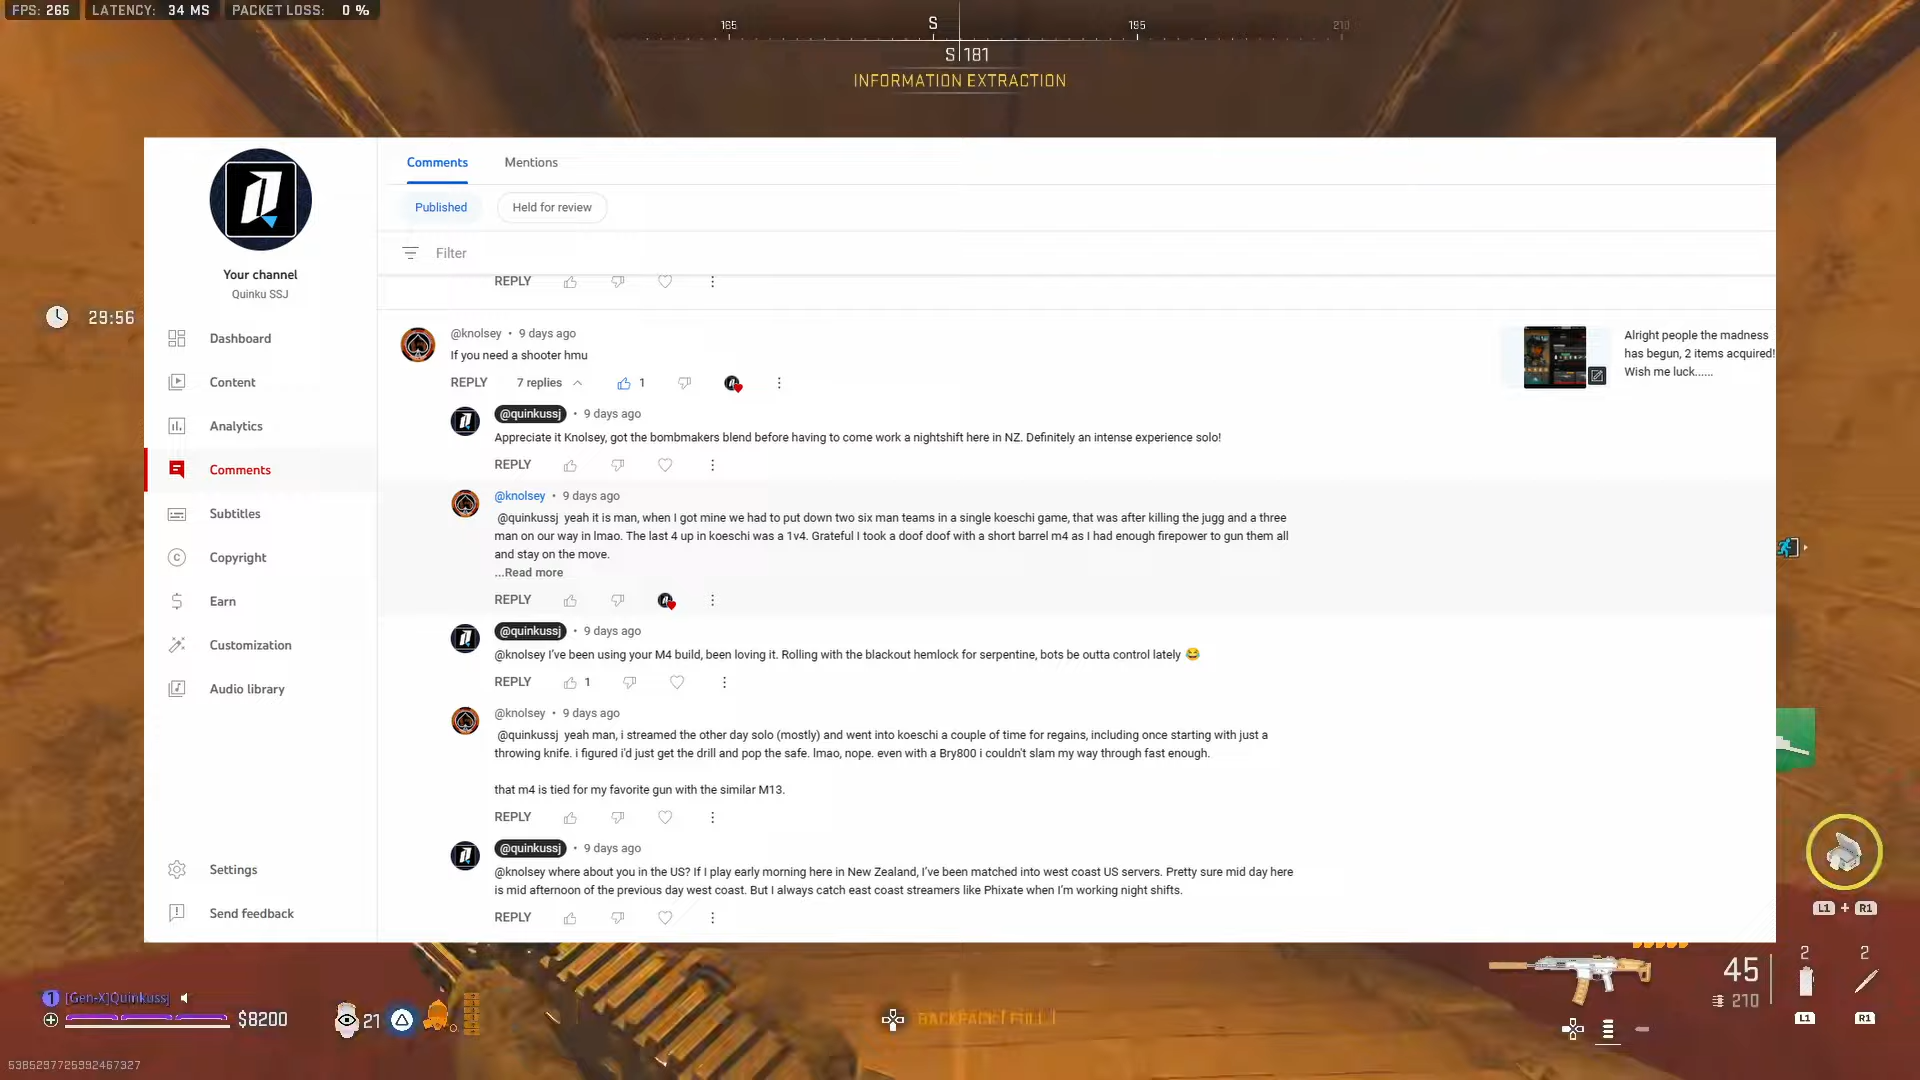 FPS: 265 LATENCY: 34 MS PACKET LOSS: 0 %
165 S 195 210
S 181
INFORMATION EXTRACTION
29:56
Your channel
Quinku SSJ
Dashboard
Content
Analytics
Comments
Subtitles
Copyright
Earn
Customization
Audio library
Settings
Send feedback
Comments Mentions
Published Held for review
Filter
REPLY
@knolsey • 9 days ago
If you need a shooter hmu
REPLY 7 replies 1
Alright people the madness
has begun, 2 items acquired!
Wish me luck......
@quinkussj • 9 days ago
Appreciate it Knolsey, got the bombmakers blend before having to come work a nightshift here in NZ. Definitely an intense experience solo!
REPLY
@knolsey • 9 days ago
@quinkussj yeah it is man, when I got mine we had to put down two six man teams in a single koeschi game, that was after killing the jugg and a three
man on our way in lmao. The last 4 up in koeschi was a 1v4. Grateful I took a doof doof with a short barrel m4 as I had enough firepower to gun them all
and stay on the move.
...Read more
REPLY
@quinkussj • 9 days ago
@knolsey I've been using your M4 build, been loving it. Rolling with the blackout hemlock for serpentine, bots be outta control lately 😂
REPLY 1
@knolsey • 9 days ago
@quinkussj yeah man, i streamed the other day solo (mostly) and went into koeschi a couple of time for regains, including once starting with just a
throwing knife. i figured i'd just get the drill and pop the safe. lmao, nope. even with a Bry800 i couldn't slam my way through fast enough.
that m4 is tied for my favorite gun with the similar M13.
REPLY
@quinkussj • 9 days ago
@knolsey where about you in the US? If I play early morning here in New Zealand, I've been matched into west coast US servers. Pretty sure mid day here
is mid afternoon of the previous day west coast. But I always catch east coast streamers like Phixate when I'm working night shifts.
REPLY
L1 + R1
1 [Gen-X]Quinkussj
$8200
21
BACKPACK FULL
45
210
2 2
L1 R1
5385297725992467327